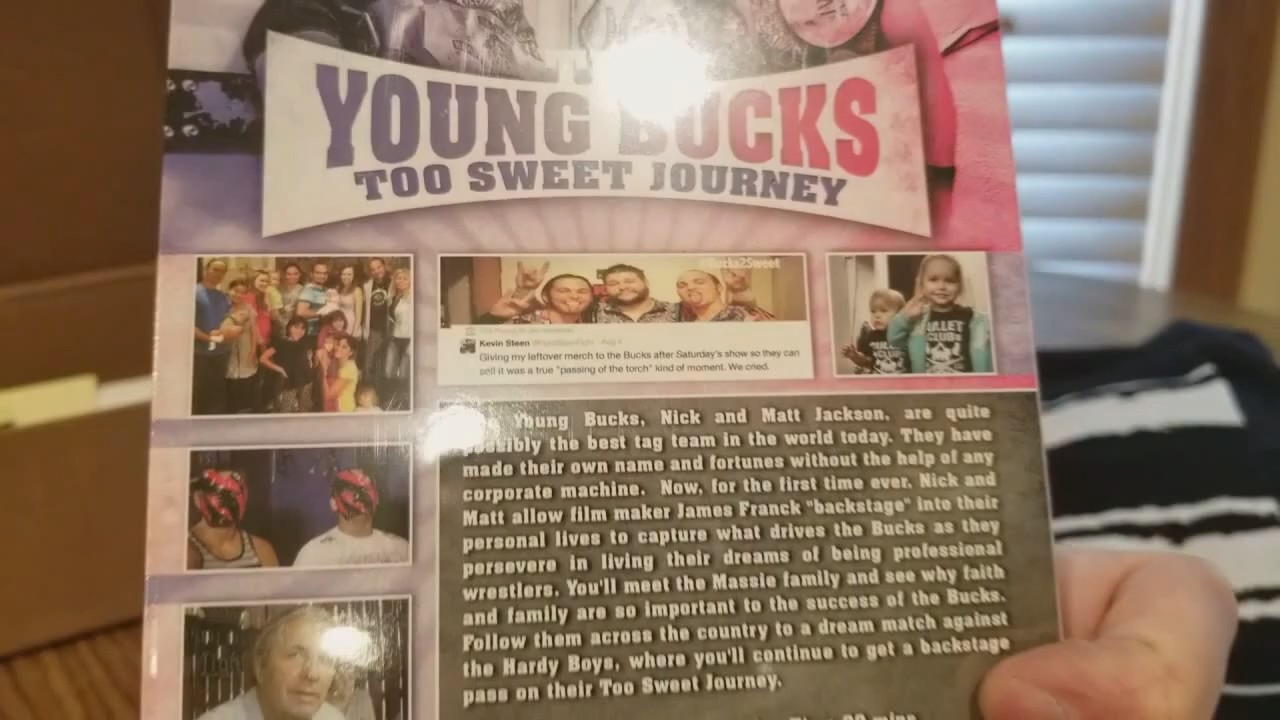 YOUNG BUCKS
TOO SWEET JOURNEY
#Bucks2Sweet
Kevin Steen
Aug 4
Giving my leftover merch to the Bucks after Saturday's show so they can
sell it was a true "passing of the torch" kind of moment. We cried.
BULLET
CLUB
BULLET
CLUB
Young Bucks, Nick and Matt Jackson, are quite
possibly the best tag team in the world today. They have
made their own name and fortunes without the help of any
corporate machine. Now, for the first time ever, Nick and
Matt allow film maker James Franck "backstage" into their
personal lives to capture what drives the Bucks as they
persevere in living their dreams of being professional
wrestlers. You'll meet the Massie family and see why faith
and family are so important to the success of the Bucks.
Follow them across the country to a dream match against
the Hardy Boys, where you'll continue to get a backstage
pass on their Too Sweet Journey.